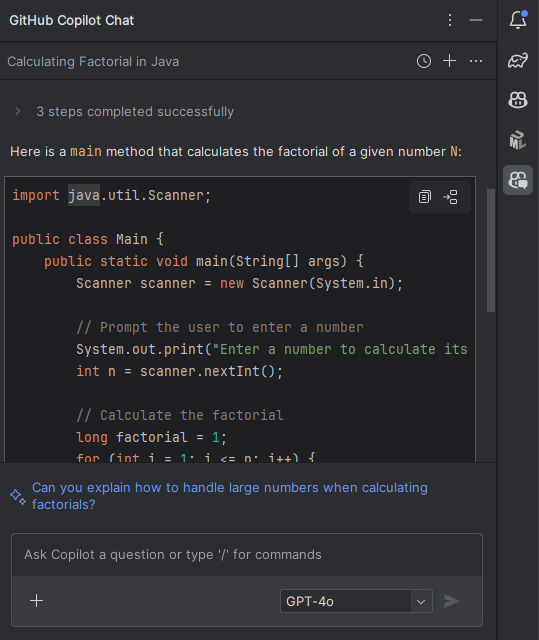 GitHub Copilot Chat
Calculating Factorial in Java
3 steps completed successfully
Here is a main method that calculates the factorial of a given number N:
import java.util.Scanner;
public class Main {
    public static void main(String[] args) {
        Scanner scanner = new Scanner(System.in);
        // Prompt the user to enter a number
        System.out.print("Enter a number to calculate its
        int n = scanner.nextInt();
        // Calculate the factorial
        long factorial = 1;
        for (int i = 1; i <= n; i++) {
Can you explain how to handle large numbers when calculating
factorials?
Ask Copilot a question or type '/' for commands
GPT-4o